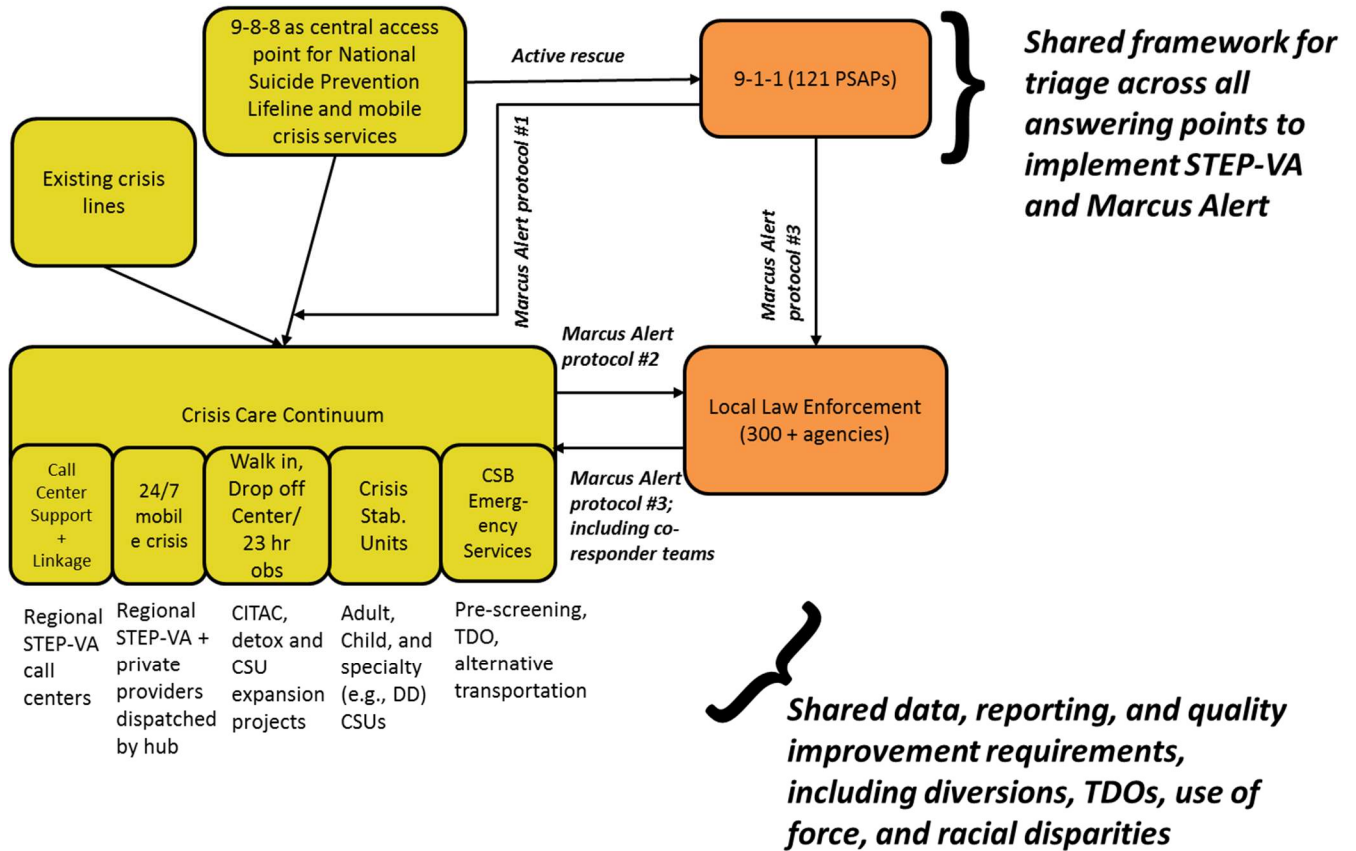 9-8-8 as central access
point for National
Suicide Prevention
Lifeline and mobile
crisis services
Active rescue
9-1-1 (121 PSAPs)
Shared framework for
triage across all
answering points to
implement STEP-VA
and Marcus Alert
Existing crisis
lines
Marcus Alert protocol #1
Marcus Alert
protocol #3
Marcus Alert
protocol #2
Crisis Care Continuum
Local Law Enforcement
(300 + agencies)
Call
Center
Support
+
Linkage
24/7
mobil
e crisis
Walk in,
Drop off
Center/
23 hr
obs
Crisis
Stab.
Units
CSB
Emerg-
ency
Services
Marcus Alert
protocol #3;
including co-
responder teams
Regional
STEP-VA
call
centers
Regional
STEP-VA +
private
providers
dispatched
by hub
CITAC,
detox and
CSU
expansion
projects
Adult,
Child, and
specialty
(e.g., DD)
CSUs
Pre-screening,
TDO,
alternative
transportation
Shared data, reporting, and quality
improvement requirements,
including diversions, TDOs, use of
force, and racial disparities